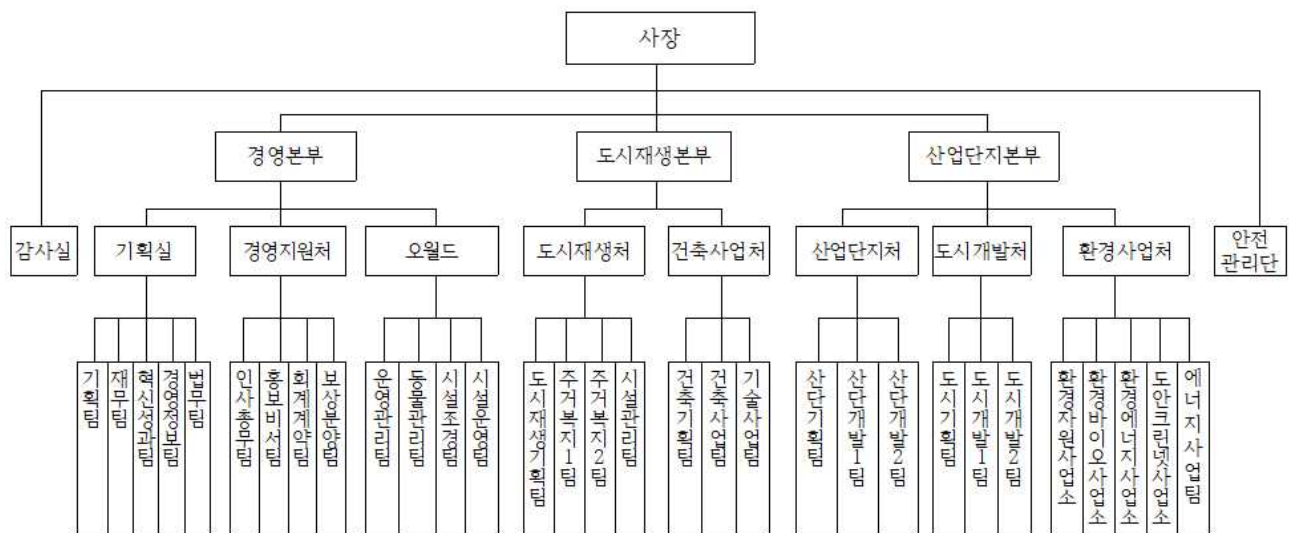 사장
경영본부
도시재생본부
산업단지본부
감사실
기획실
경영지원처
오월드
도시재생처
건축사업처
산업단지처
도시개발처
환경사업처
안전
관리단
기획팀
재무팀
혁신성과팀
경영정보팀
법무팀
인사총무팀
홍보비서팀
회계계약팀
보상분양팀
운영관리팀
동물관리팀
시설조경팀
시설운영팀
도시재생기획팀
주거복지1팀
주거복지2팀
시설관리팀
건축기획팀
건축사업팀
기술사업팀
산단기획팀
산단개발1팀
산단개발2팀
도시기획팀
도시개발1팀
도시개발2팀
환경자원사업소
환경바이오사업소
환경에너지사업소
도안크린넷사업소
에너지사업팀